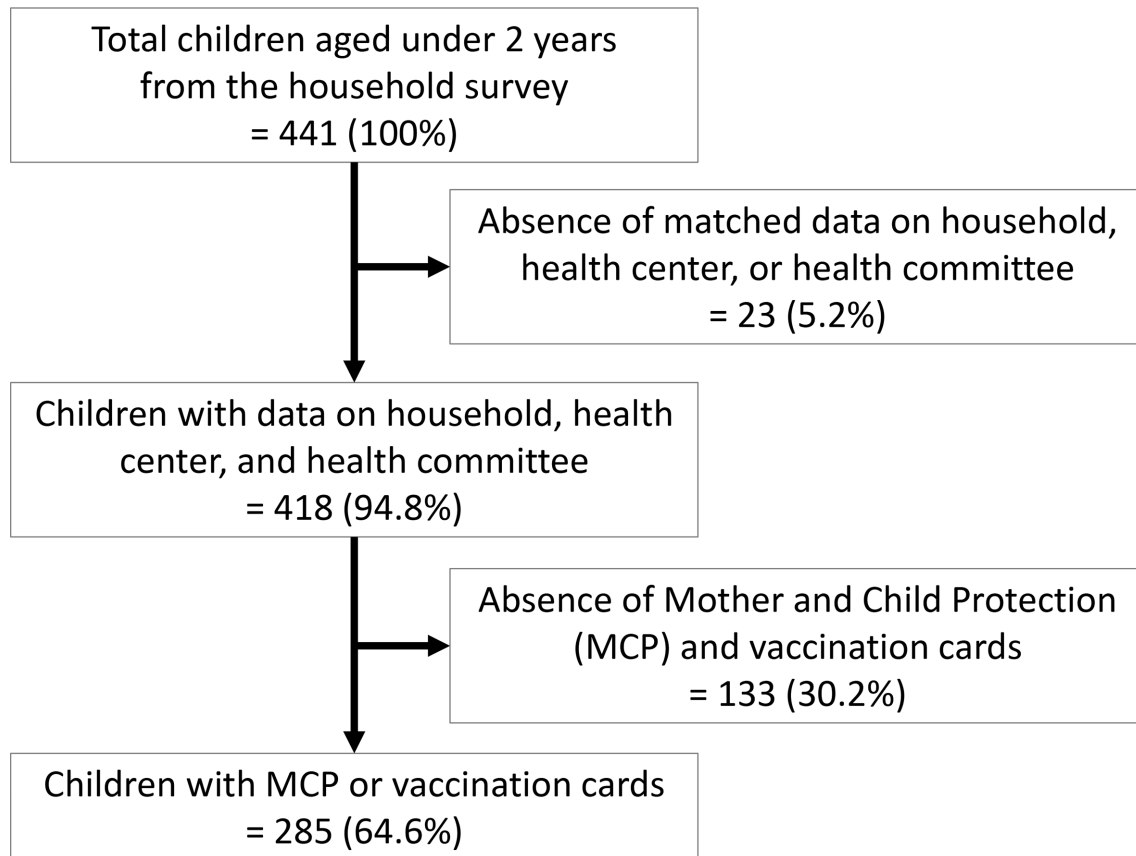 Total children aged under 2 years
from the household survey
= 441 (100%)
Absence of matched data on household,
health center, or health committee
= 23 (5.2%)
Children with data on household, health
center, and health committee
= 418 (94.8%)
Absence of Mother and Child Protection
(MCP) and vaccination cards
= 133 (30.2%)
Children with MCP or vaccination cards
= 285 (64.6%)